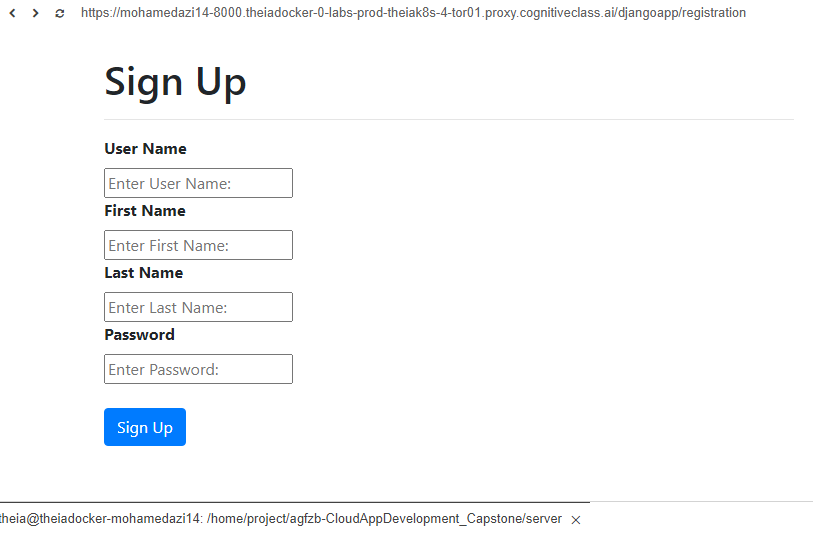 https://mohamedazi14-8000.theiadocker-0-labs-prod-theiak8s-4-tor01.proxy.cognitiveclass.ai/djangoapp/registration
Sign Up
User Name
Enter User Name:
First Name
Enter First Name:
Last Name
Enter Last Name:
Password
Enter Password:
Sign Up
theia@theiadocker-mohamedazi14: /home/project/agfzb-CloudAppDevelopment_Capstone/server